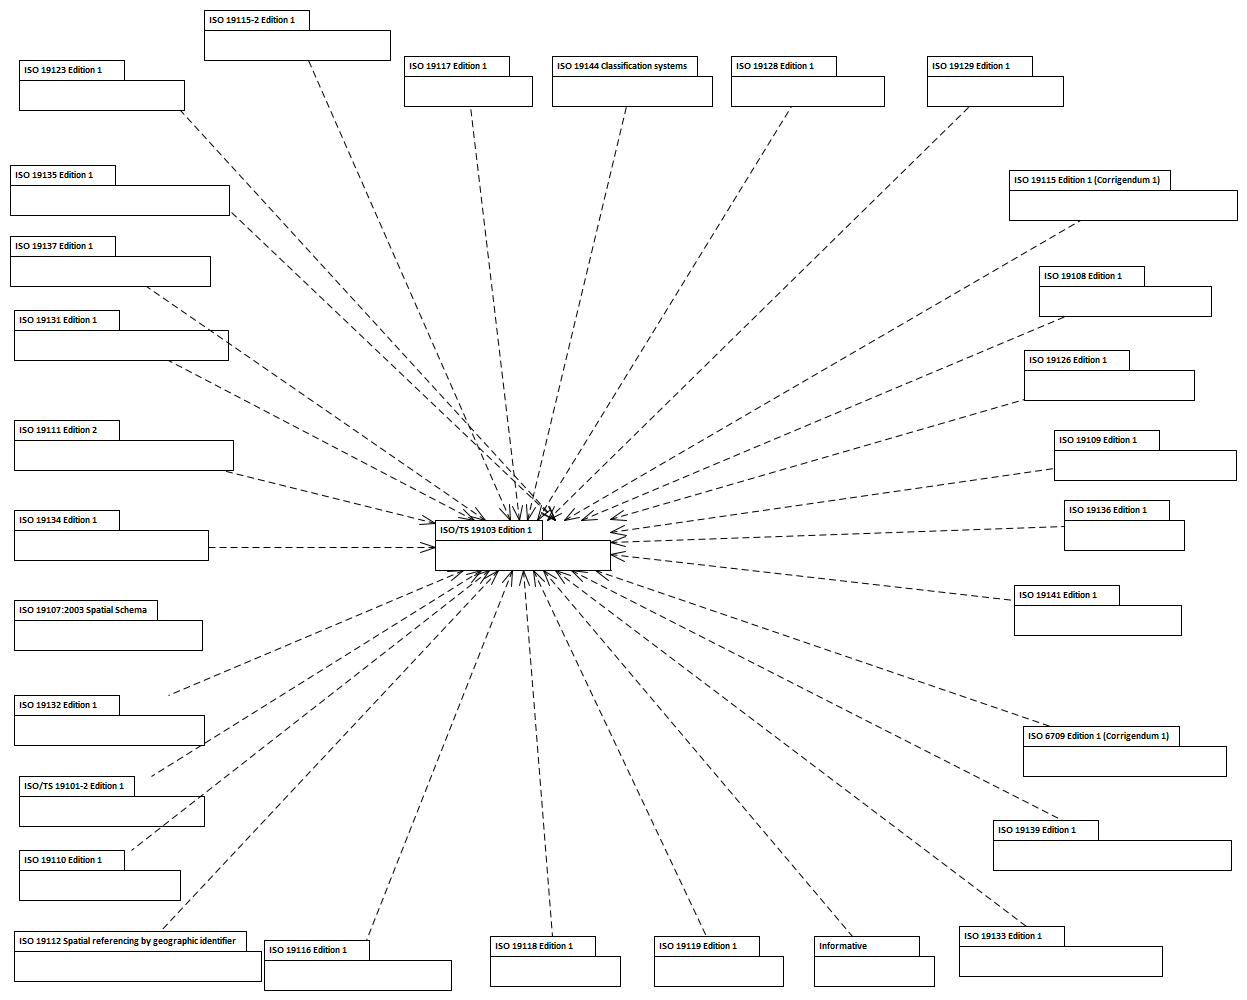 ISO 19115-2 Edition 1
ISO 19123 Edition 1
ISO 19117 Edition 1
ISO 19144 Classification systems
ISO 19128 Edition 1
ISO 19129 Edition 1
ISO 19135 Edition 1
ISO 19115 Edition 1 (Corrigendum 1)
ISO 19137 Edition 1
ISO 19108 Edition 1
ISO 19131 Edition 1
ISO 19126 Edition 1
ISO 19111 Edition 2
ISO 19109 Edition 1
ISO 19136 Edition 1
ISO 19134 Edition 1
ISO/TS 19103 Edition 1
ISO 19141 Edition 1
ISO 19107:2003 Spatial Schema
ISO 19132 Edition 1
ISO 6709 Edition 1 (Corrigendum 1)
ISO/TS 19101-2 Edition 1
ISO 19139 Edition 1
ISO 19110 Edition 1
ISO 19112 Spatial referencing by geographic identifier
ISO 19116 Edition 1
ISO 19118 Edition 1
ISO 19119 Edition 1
Informative
ISO 19133 Edition 1